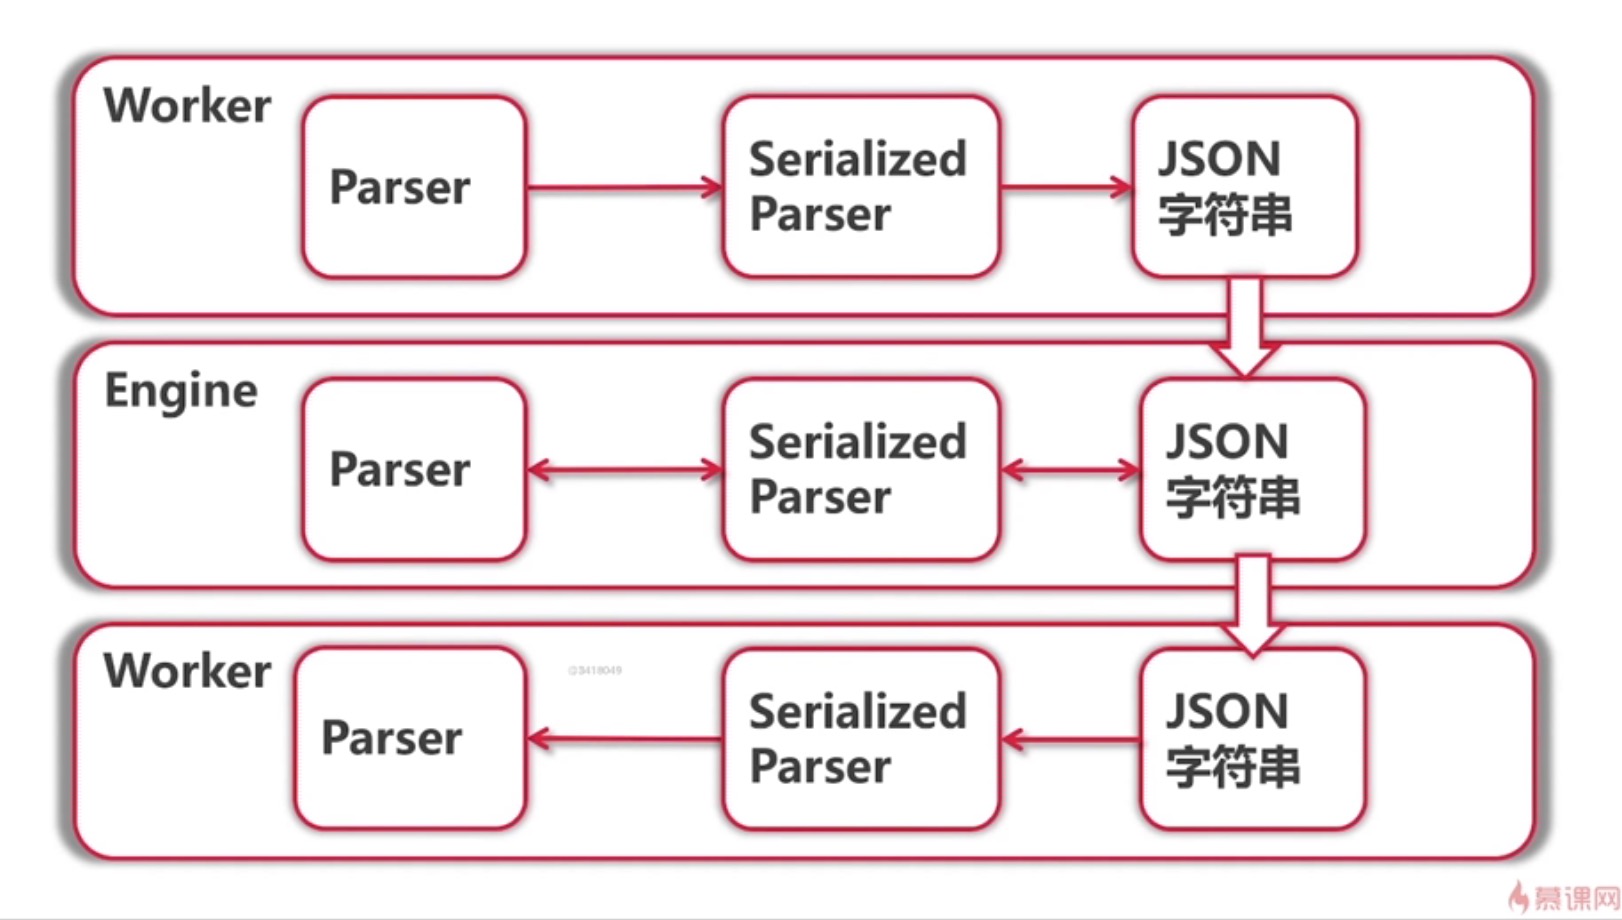 Worker
Parser
Serialized
Parser
JSON
字符串
Engine
Parser
Serialized
Parser
JSON
字符串
Worker
Parser
@3418049
Serialized
Parser
JSON
字符串
慕课网